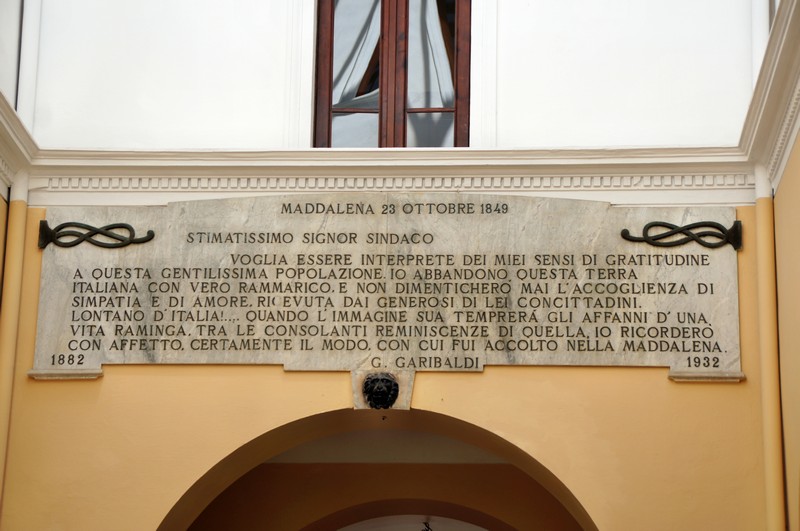 MADDALENA 23 OTTOBRE 1849
STIMATISSIMO SIGNOR SINDACO
VOGLIA ESSERE INTERPRETE DEI MIEI SENSI DI GRATITUDINE
A QUESTA GENTILISSIMA POPOLAZIONE. IO ABBANDONO QUESTA TERRA
ITALIANA CON VERO RAMMARICO. E NON DIMENTICHERÒ MAI L'ACCOGLIENZA DI
SIMPATIA E DI AMORE. RICEVUTA DAI GENEROSI DI LEI CONCITTADINI.
LONTANO D'ITALIA!.... QUANDO L'IMMAGINE SUA TEMPRERÁ GLI AFFANNI D'UNA
VITA RAMINGA. TRA LE CONSOLANTI REMINISCENZE DI QUELLA, IO RICORDERÒ
CON AFFETTO. CERTAMENTE IL MODO. CON CUI FUI ACCOLTO NELLA MADDALENA.
1882 G. GARIBALDI 1932